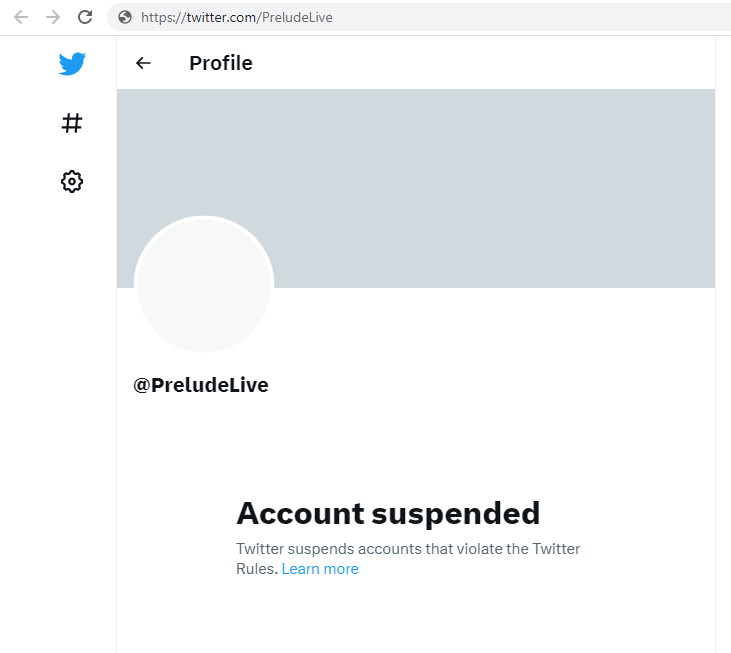 https://twitter.com/PreludeLive
Profile
@PreludeLive
Account suspended
Twitter suspends accounts that violate the Twitter
Rules. Learn more